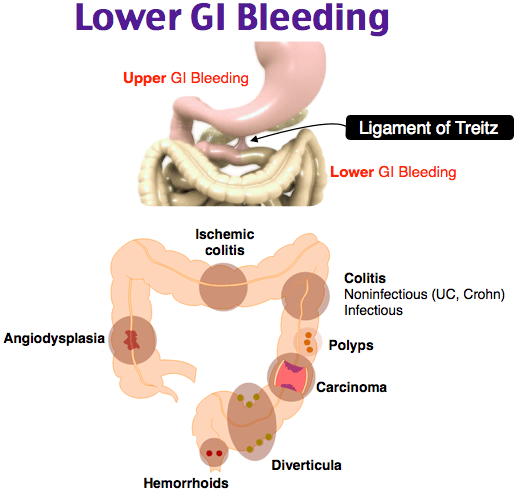 Lower GI Bleeding
Upper GI Bleeding
Ligament of Treitz
Lower GI Bleeding
Ischemic
colitis
Colitis
Noninfectious (UC, Crohn)
Infectious
Angiodysplasia
Polyps
Carcinoma
Diverticula
Hemorrhoids